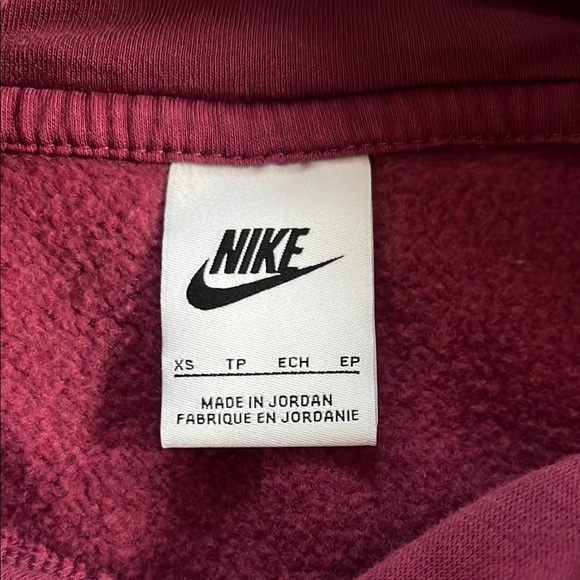 NIKE
XS TP ECH EP
MADE IN JORDAN
FABRIQUE EN JORDANIE